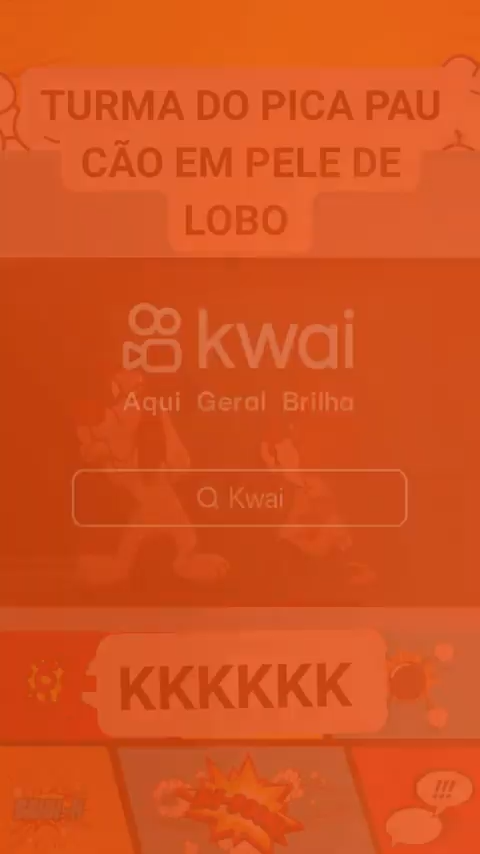 TURMA DO PICA PAU
CÃO EM PELE DE
LOBO
kwai
Aqui Geral Brilha
Kwai
KKKKKK
!!!